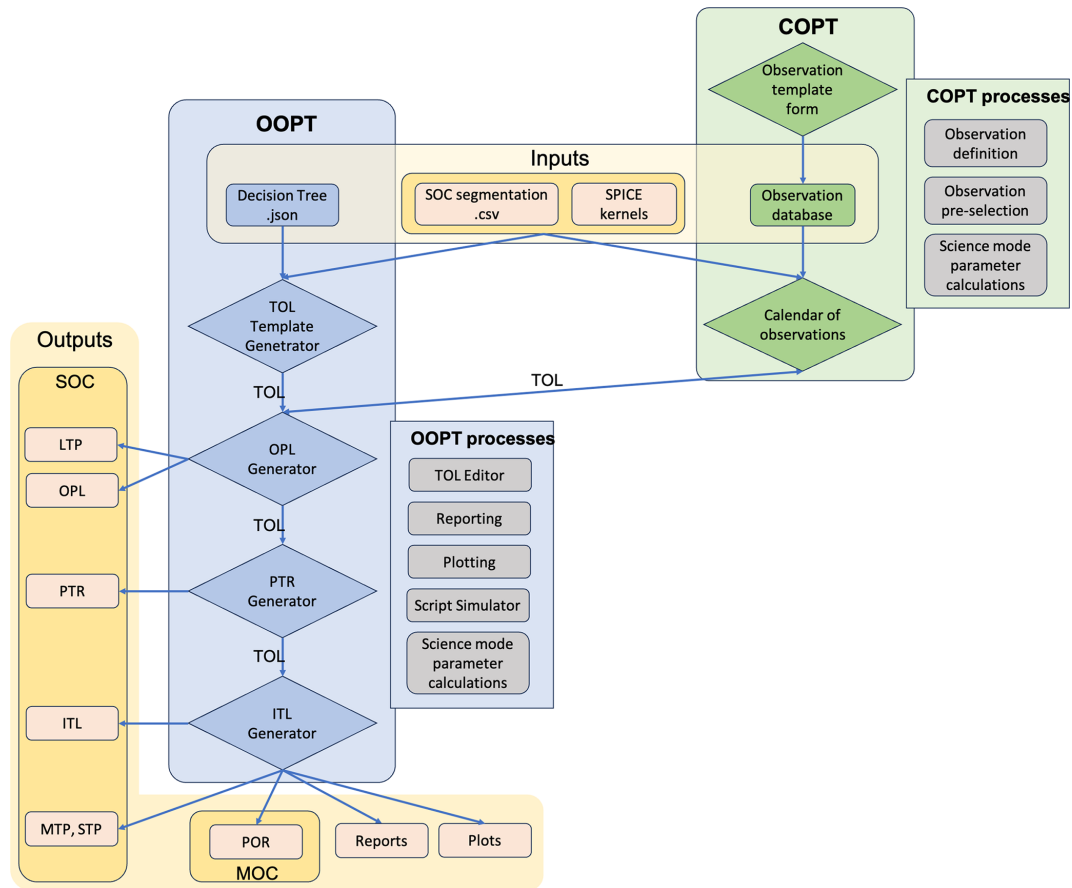 COPT
Observation
template
form
COPT processes
Observation
definition
Observation
pre-selection
Science mode
parameter
calculations
OOPT
Inputs
Decision Tree
.json
SOC segmentation
.csv
SPICE
kernels
Observation
database
TOL
Template
Genetrator
Calendar of
observations
Outputs
SOC
TOL
TOL
OPL
Generator
LTP
OPL
OOPT processes
TOL Editor
Reporting
Plotting
Script Simulator
Science mode
parameter
calculations
TOL
PTR
Generator
PTR
TOL
ITL
Generator
ITL
MTP, STP
POR
MOC
Reports
Plots